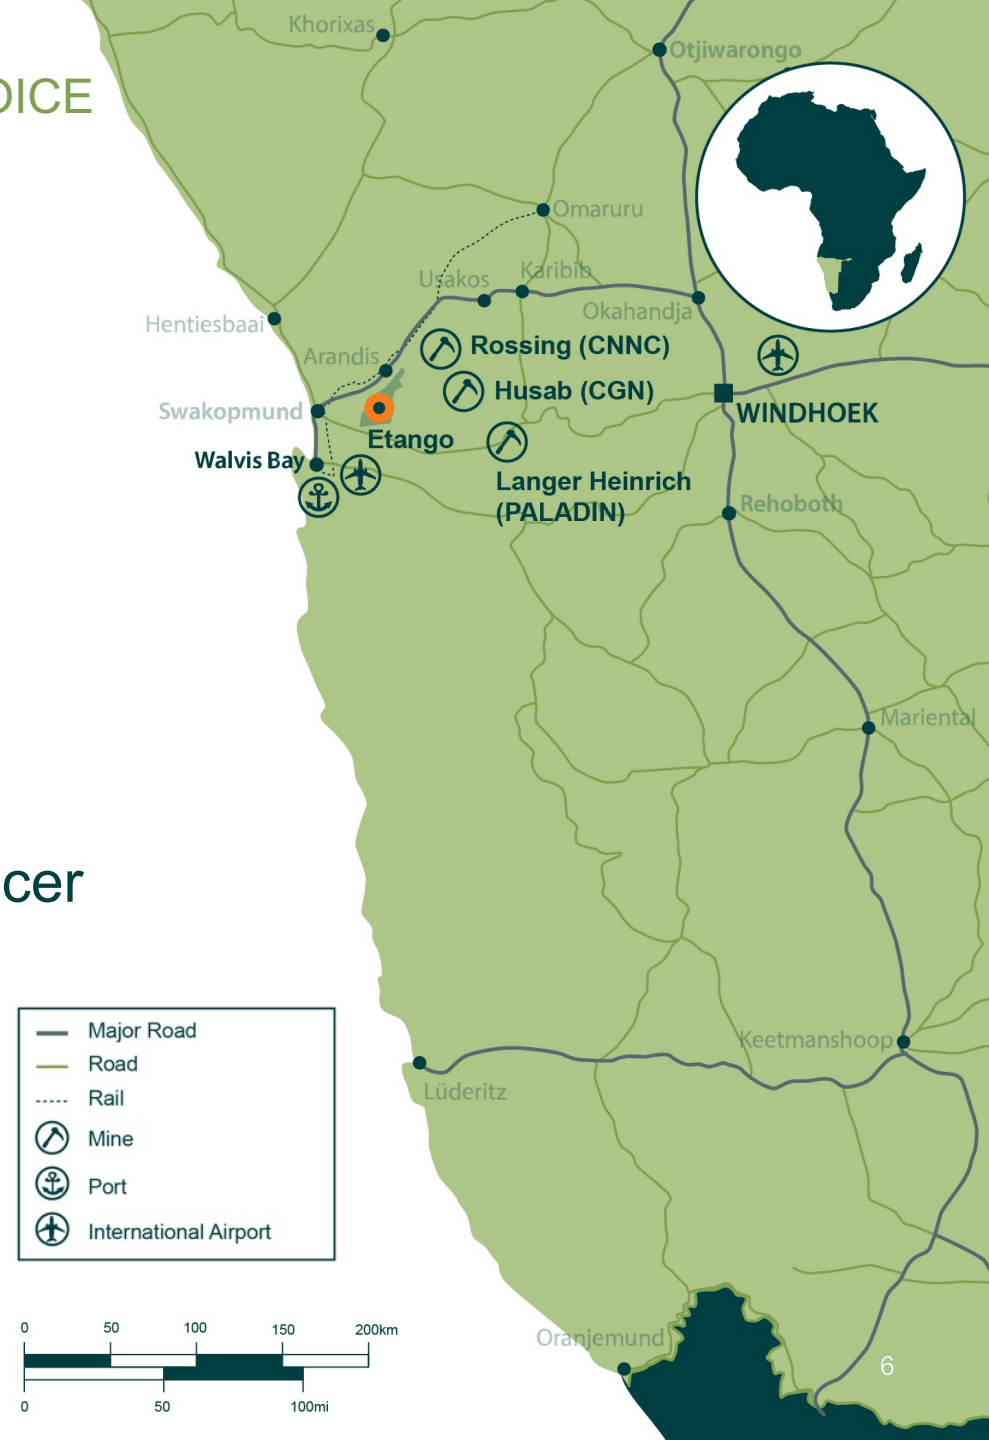 Khorixas
Otjiwarongo
OICE
Omaruru
Usakos
Karibib
Okahandja
Hentiesbaai
Arandis
Rossing (CNNC)
Husab (CGN)
Swakopmund
WINDHOEK
Etango
Walvis Bay
Langer Heinrich
(PALADIN)
Rehoboth
Mariental
cer
Major Road
Road
Rail
Mine
Port
International Airport
Keetmanshoop
Lüderitz
0 50 100 150 200km
0 50 100mi
Oranjemund
6